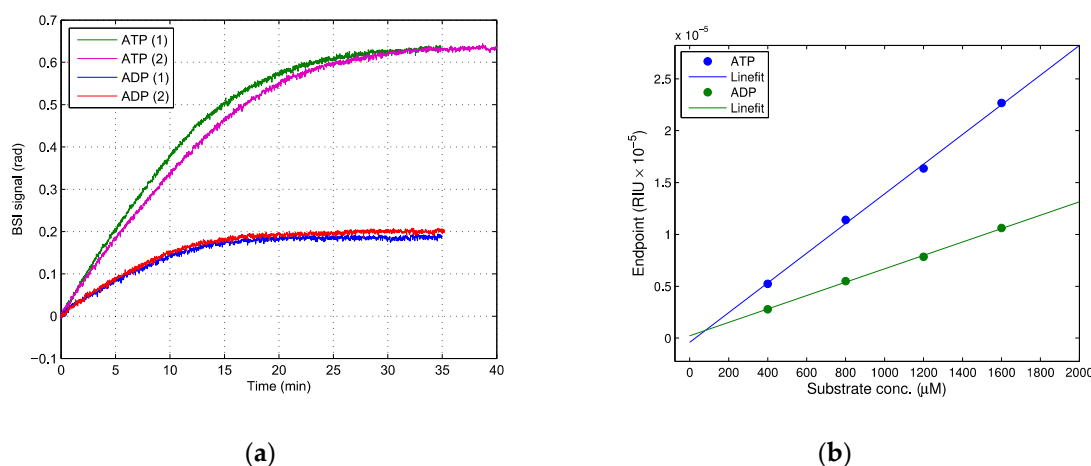 0.7
0.6
0.5
0.4
0.3
0.2
0.1
0
−0.1
BSI signal (rad)
ATP (1)
ATP (2)
ADP (1)
ADP (2)
0 5 10 15 20 25 30 35 40
Time (min)
(a)
x 10⁻⁵
2.5
2
1.5
1
0.5
0
Endpoint (RIU × 10⁻⁵)
ATP
Linefit
ADP
Linefit
0 200 400 600 800 1000 1200 1400 1600 1800 2000
Substrate conc. (μM)
(b)